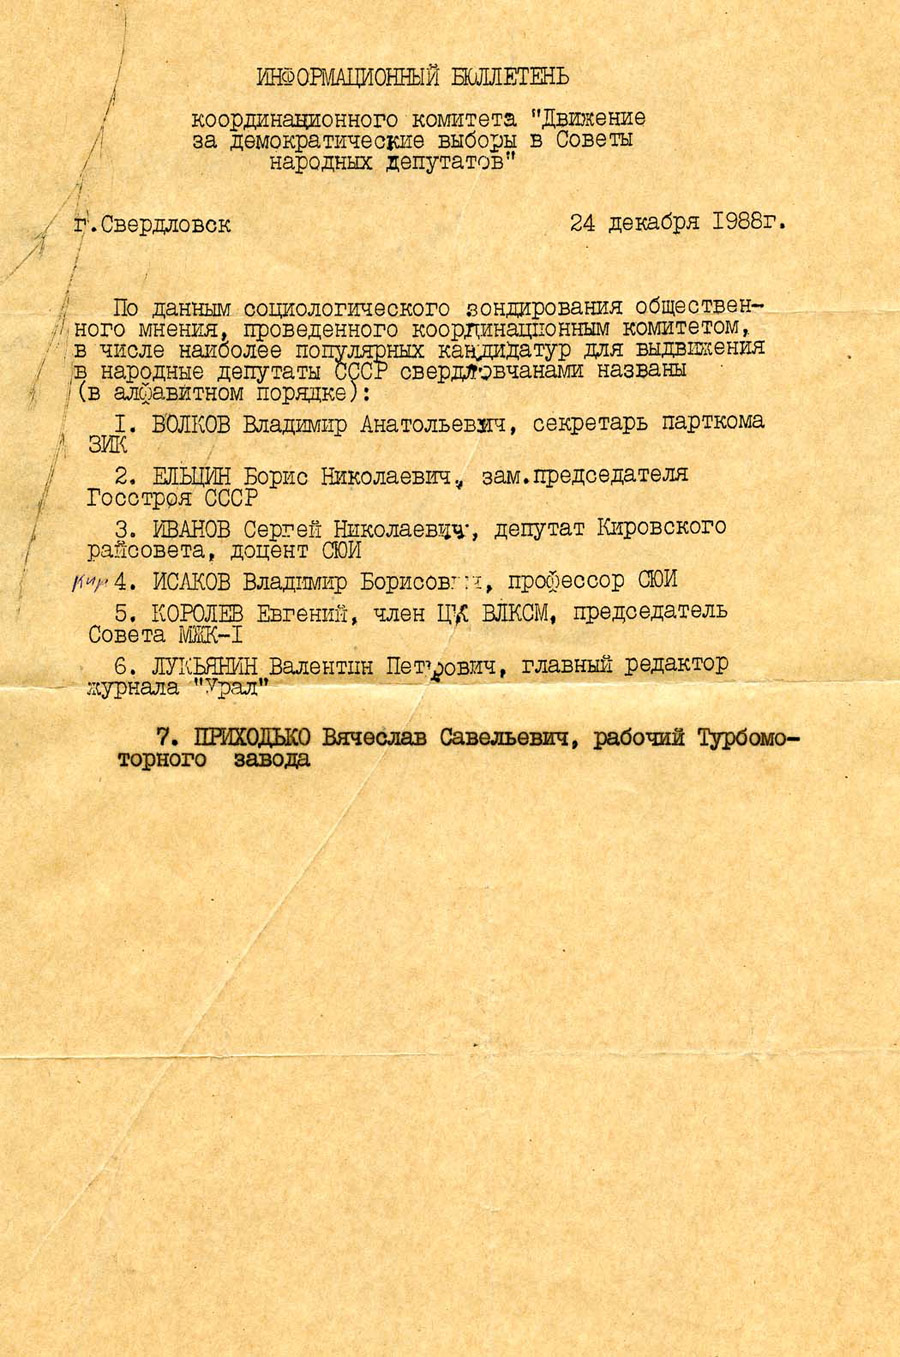 ИНФОРМАЦИОННЫЙ БЮЛЛЕТЕНЬ
координационного комитета "Движение
за демократические выборы в Советы
народных депутатов"
г.Свердловск 24 декабря 1988г.
По данным социологического зондирования обществен-
ного мнения, проведенного координационным комитетом,
в числе наиболее популярных кандидатур для выдвижения
в народные депутаты СССР свердловчанами названы
(в алфавитном порядке):
1. ВОЛКОВ Владимир Анатольевич, секретарь парткома
ЗИК
2. ЕЛЬЦИН Борис Николаевич, зам.председателя
Госстроя СССР
3. ИВАНОВ Сергей Николаевич, депутат Кировского
райсовета, доцент СЮИ
кир 4. ИСАКОВ Владимир Борисович, профессор СЮИ
5. КОРОЛЕВ Евгений, член ЦК ВЛКСМ, председатель
Совета МЖК-1
6. ЛУКЬЯНИН Валентин Петрович, главный редактор
журнала "Урал"
7. ПРИХОДЬКО Вячеслав Савельевич, рабочий Турбомо-
торного завода